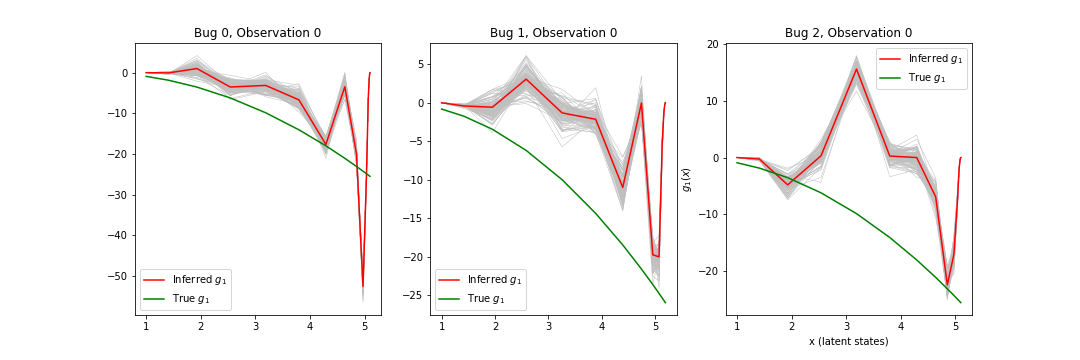 Bug 0, Observation 0
0
−10
−20
−30
−40
−50
1 2 3 4 5
Inferred g₁
True g₁
Bug 1, Observation 0
5
0
−5
−10
−15
−20
−25
1 2 3 4 5
Inferred g₁
True g₁
Bug 2, Observation 0
g₁(x)
20
10
0
−10
−20
1 2 3 4 5
x (latent states)
Inferred g₁
True g₁